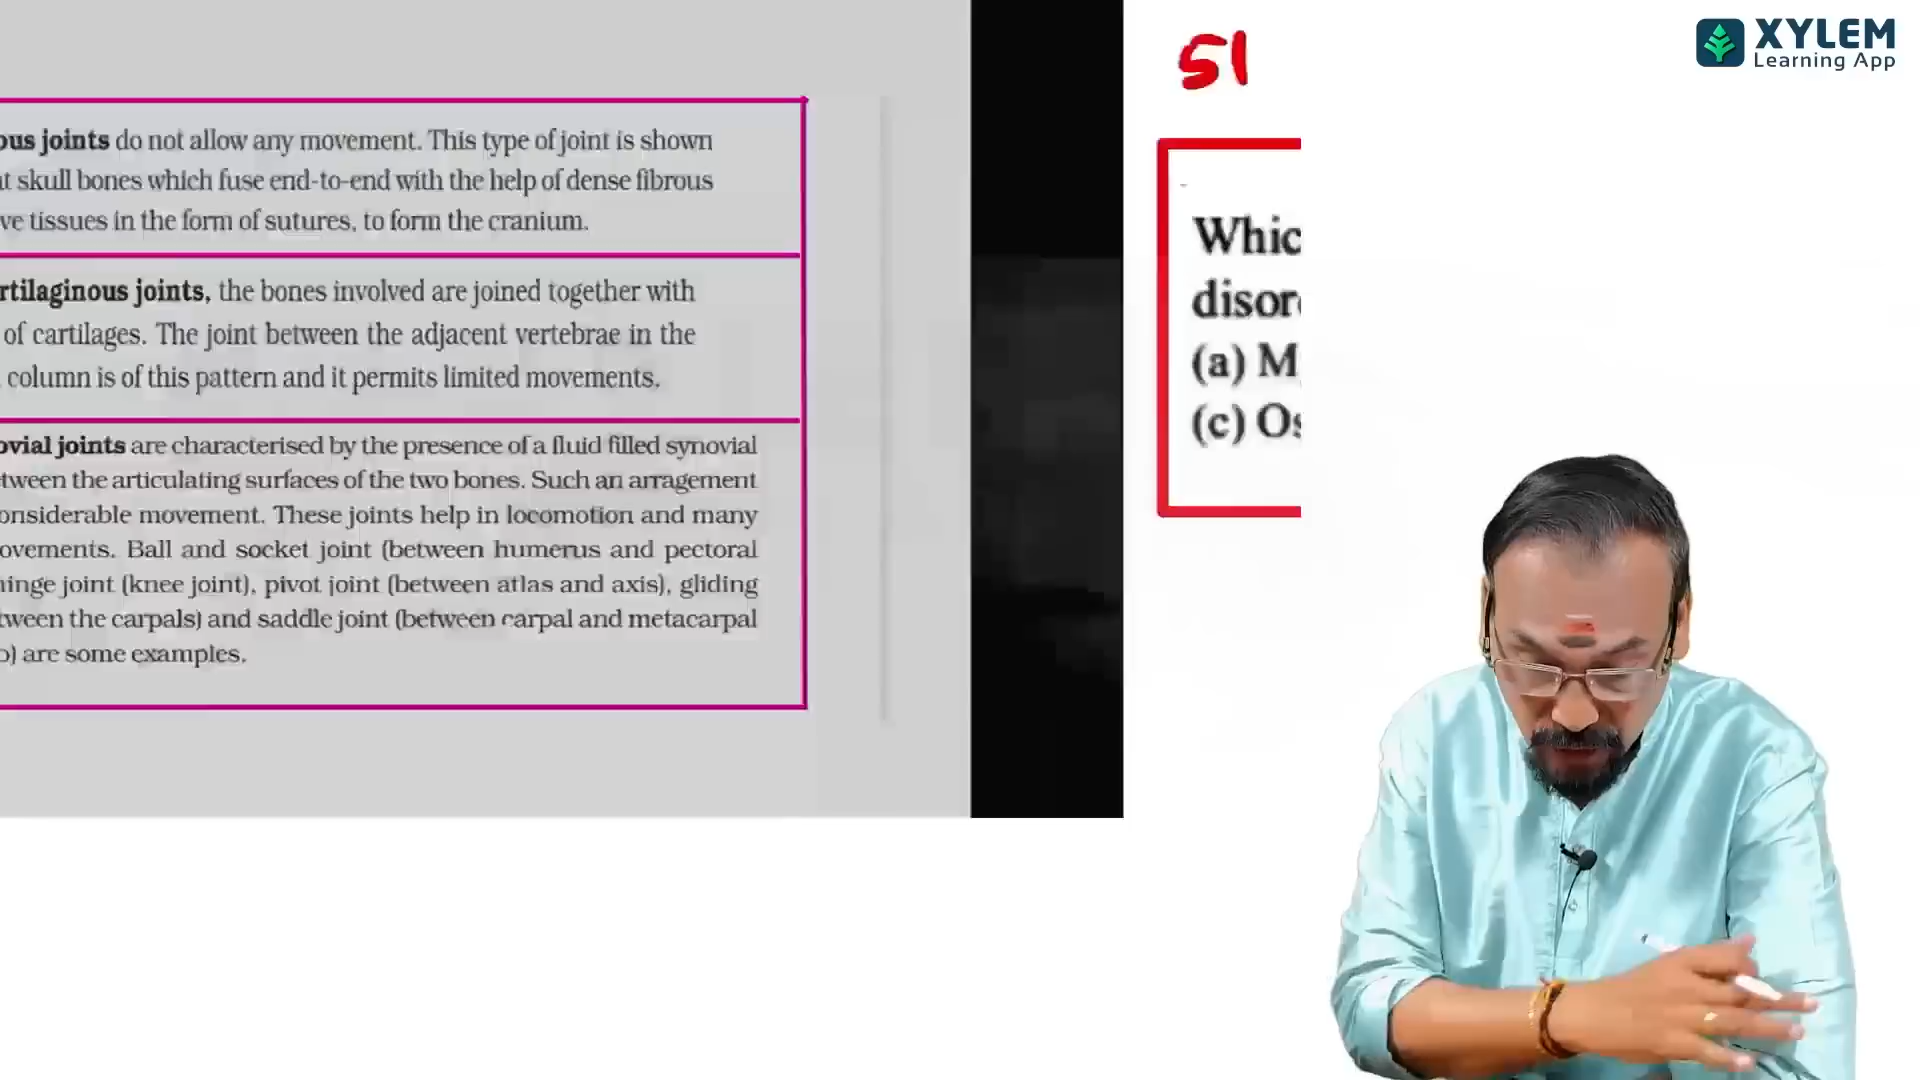 ous joints do not allow any movement. This type of joint is shown
t skull bones which fuse end-to-end with the help of dense fibrous
ve tissues in the form of sutures, to form the cranium.
rtilaginous joints, the bones involved are joined together with
of cartilages. The joint between the adjacent vertebrae in the
column is of this pattern and it permits limited movements.
ovial joints are characterised by the presence of a fluid filled synovial
tween the articulating surfaces of the two bones. Such an arragement
onsiderable movement. These joints help in locomotion and many
ovements. Ball and socket joint (between humerus and pectoral
hinge joint (knee joint), pivot joint (between atlas and axis), gliding
tween the carpals) and saddle joint (between carpal and metacarpal
b) are some examples.
51
Whic
disor
(a) M
(c) Os
XYLEM
Learning App